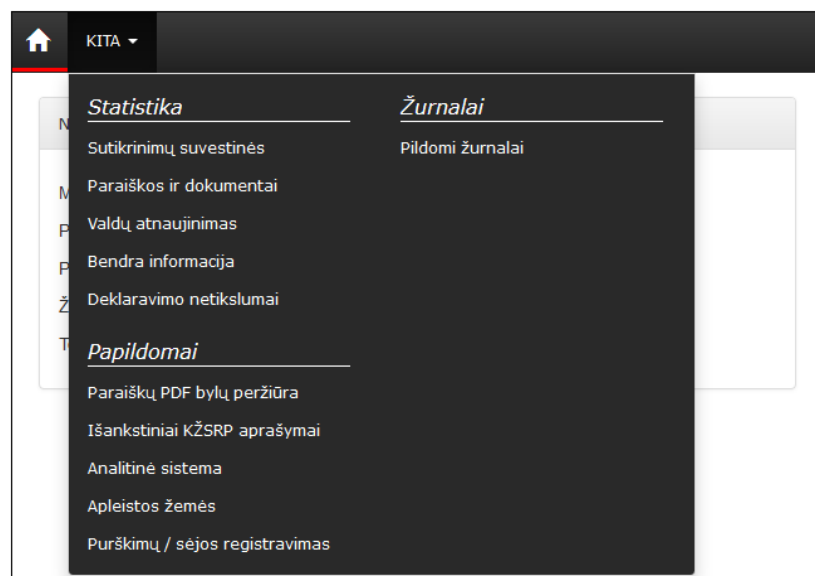 KITA
Statistika
Sutikrinimų suvestinės
Paraiškos ir dokumentai
Valdų atnaujinimas
Bendra informacija
Deklaravimo netikslumai
Papildomai
Paraiškų PDF bylų peržiūra
Išankstiniai KŽSRP aprašymai
Analitinė sistema
Apleistos žemės
Purškimų / sėjos registravimas
Žurnalai
Pildomi žurnalai